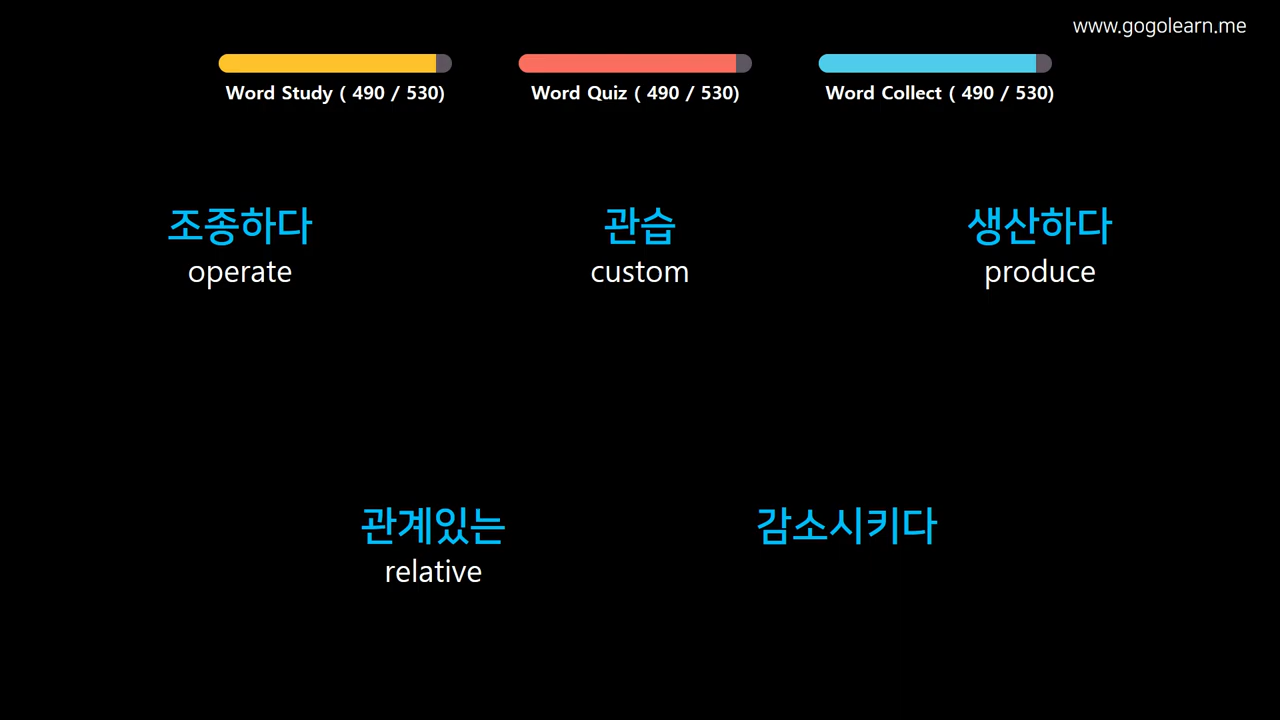 www.gogolearn.me
Word Study ( 490 / 530)
Word Quiz ( 490 / 530)
Word Collect ( 490 / 530)
조종하다
operate
관습
custom
생산하다
produce
관계있는
relative
감소시키다